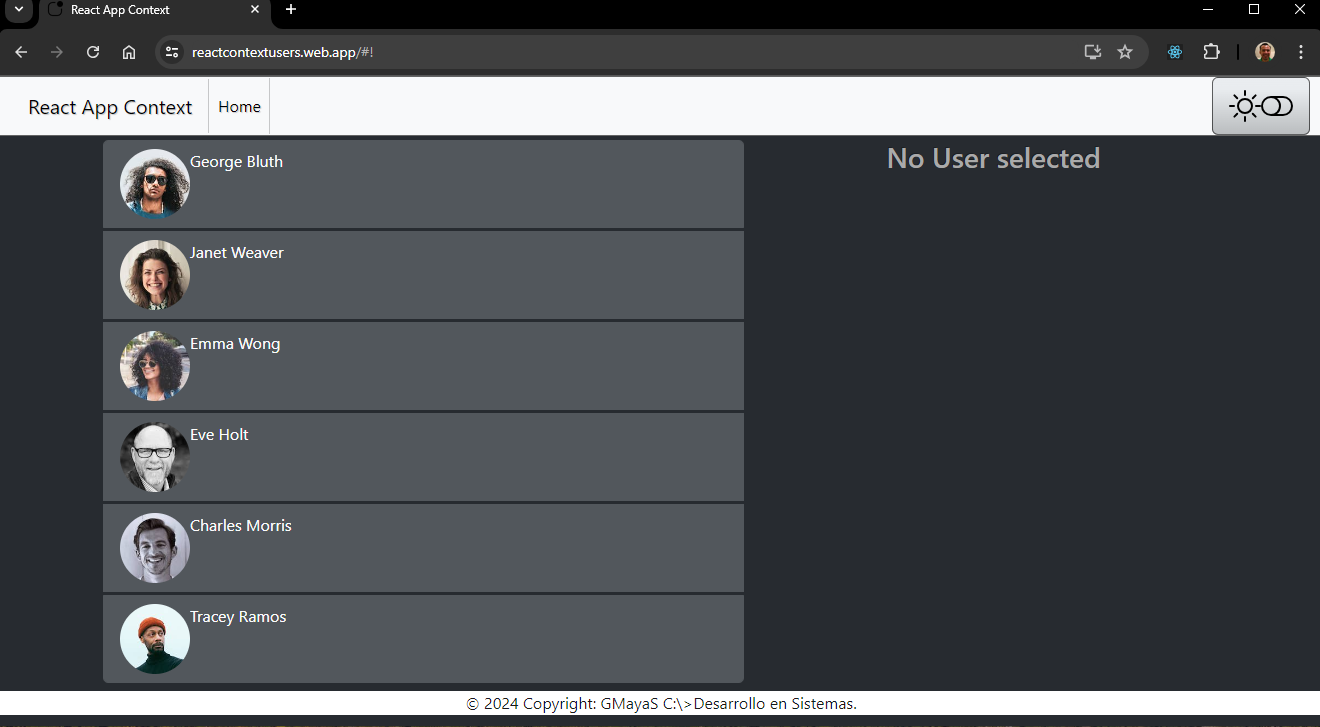 React App Context
reactcontextusers.web.app/#!
React App Context
Home
George Bluth
No User selected
Janet Weaver
Emma Wong
Eve Holt
Charles Morris
Tracey Ramos
© 2024 Copyright: GMayaS C:\>Desarrollo en Sistemas.